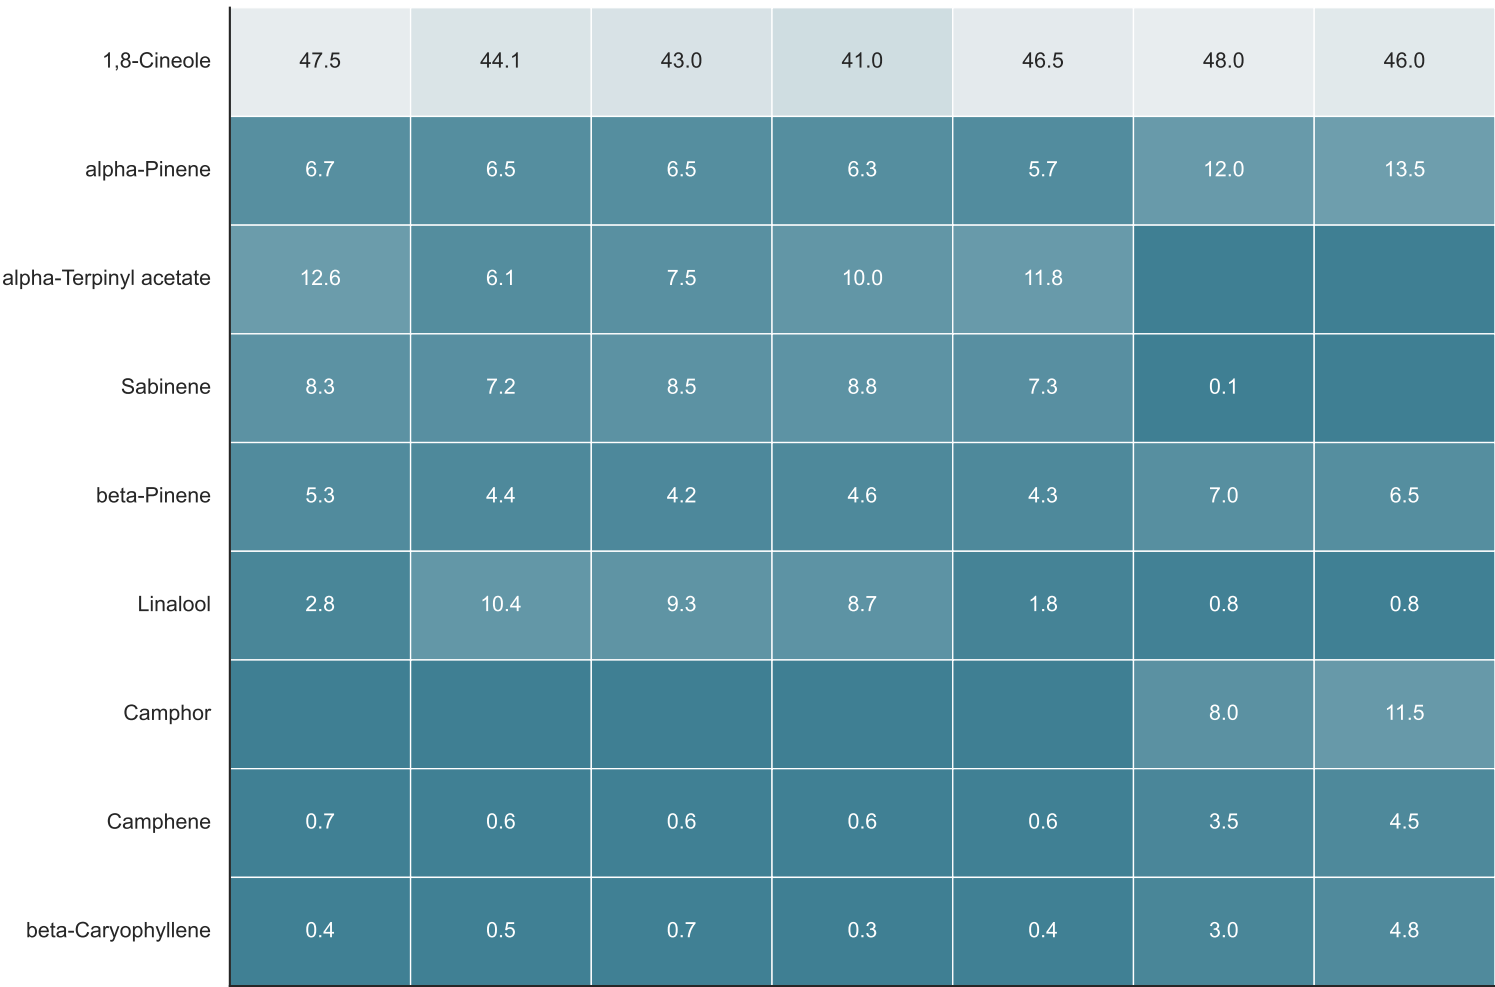 1,8-Cineole 47.5 44.1 43.0 41.0 46.5 48.0 46.0
alpha-Pinene 6.7 6.5 6.5 6.3 5.7 12.0 13.5
alpha-Terpinyl acetate 12.6 6.1 7.5 10.0 11.8
Sabinene 8.3 7.2 8.5 8.8 7.3 0.1
beta-Pinene 5.3 4.4 4.2 4.6 4.3 7.0 6.5
Linalool 2.8 10.4 9.3 8.7 1.8 0.8 0.8
Camphor 8.0 11.5
Camphene 0.7 0.6 0.6 0.6 0.6 3.5 4.5
beta-Caryophyllene 0.4 0.5 0.7 0.3 0.4 3.0 4.8